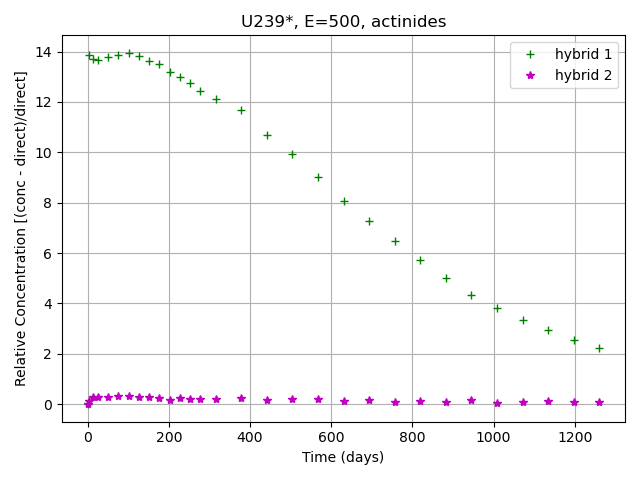 U239*, E=500, actinides
hybrid 1
hybrid 2
Relative Concentration [(conc - direct)/direct]
14
12
10
8
6
4
2
0
0 200 400 600 800 1000 1200
Time (days)